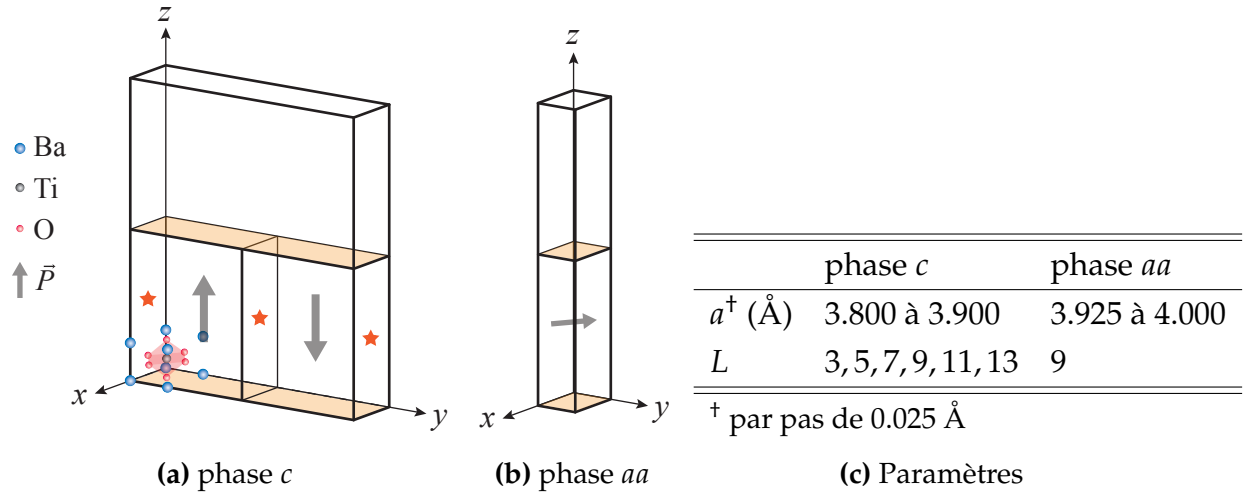 z
Ba
Ti
O
P⃗
x
y
(a) phase c
z
x
y
(b) phase aa
phase c phase aa
a† (Å) 3.800 à 3.900 3.925 à 4.000
L 3, 5, 7, 9, 11, 13 9
† par pas de 0.025 Å
(c) Paramètres